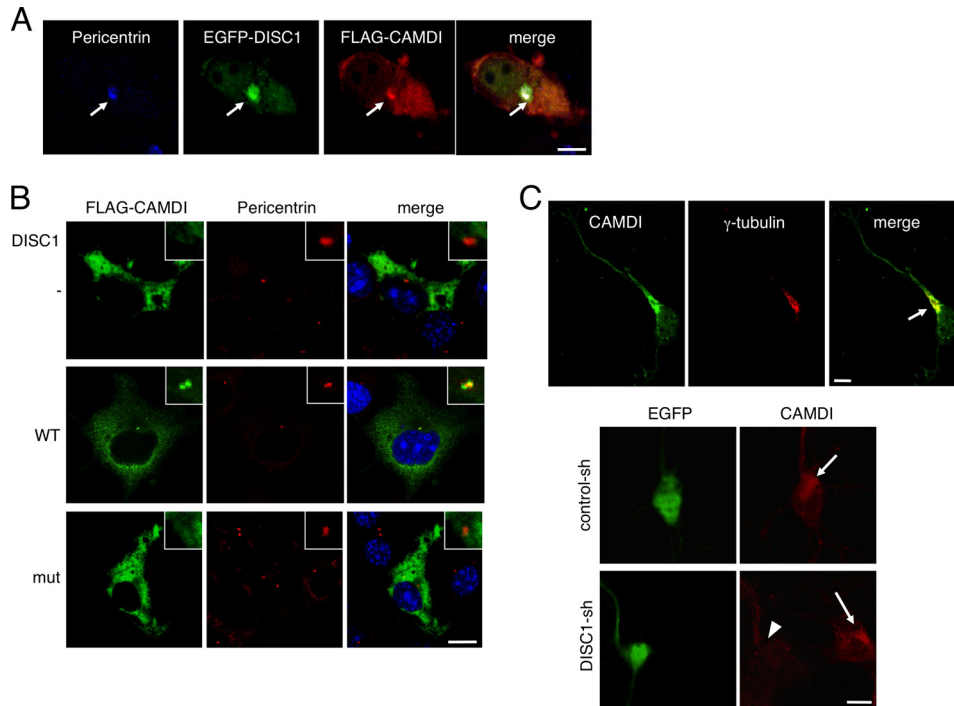 A
Pericentrin EGFP-DISC1 FLAG-CAMDI merge
B
FLAG-CAMDI Pericentrin merge
DISC1
-
WT
mut
C
CAMDI γ-tubulin merge
EGFP CAMDI
control-sh
DISC1-sh